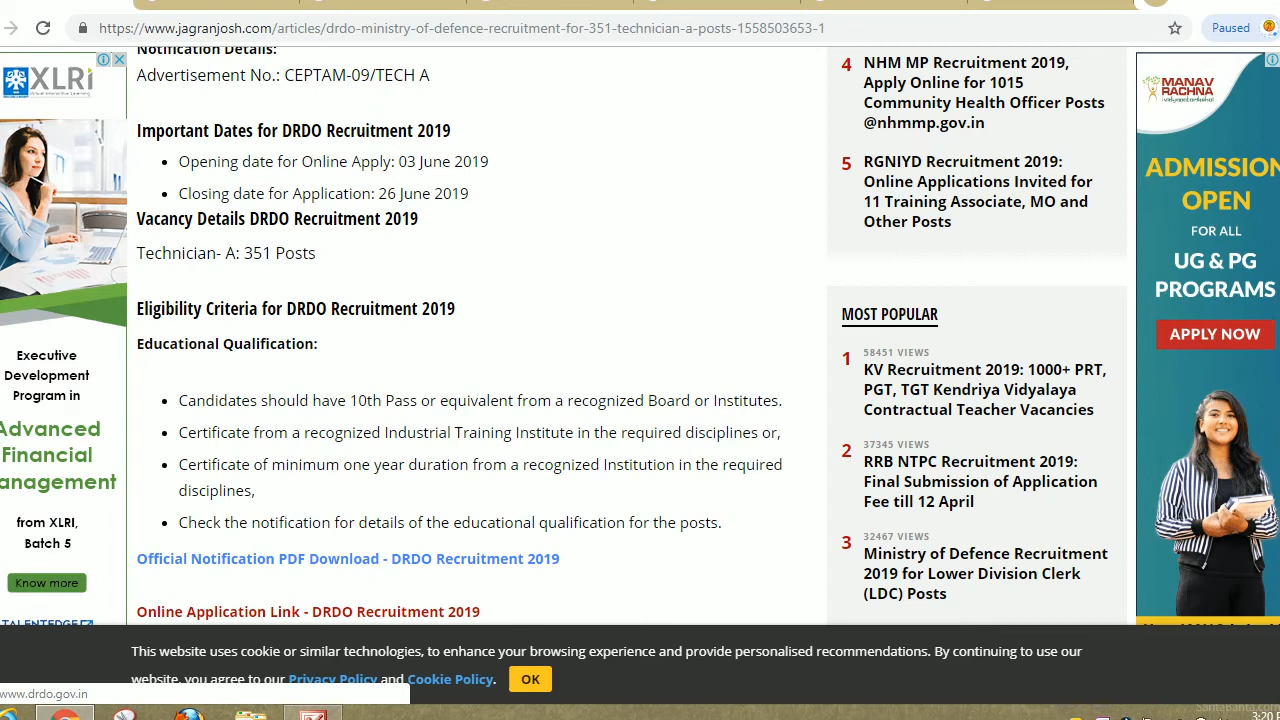 https://www.jagranjosh.com/articles/drdo-ministry-of-defence-recruitment-for-351-technician-a-posts-1558503653-1
Paused
Notification Details:
Advertisement No.: CEPTAM-09/TECH A
Important Dates for DRDO Recruitment 2019
Opening date for Online Apply: 03 June 2019
Closing date for Application: 26 June 2019
Vacancy Details DRDO Recruitment 2019
Technician- A: 351 Posts
Eligibility Criteria for DRDO Recruitment 2019
Educational Qualification:
Candidates should have 10th Pass or equivalent from a recognized Board or Institutes.
Certificate from a recognized Industrial Training Institute in the required disciplines or,
Certificate of minimum one year duration from a recognized Institution in the required
disciplines,
Check the notification for details of the educational qualification for the posts.
Official Notification PDF Download - DRDO Recruitment 2019
Online Application Link - DRDO Recruitment 2019
XLRi
Executive
Development
Program in
Advanced
Financial
anagement
from XLRI,
Batch 5
Know more
TALENTEDGE
4 NHM MP Recruitment 2019,
Apply Online for 1015
Community Health Officer Posts
@nhmmp.gov.in
5 RGNIYD Recruitment 2019:
Online Applications Invited for
11 Training Associate, MO and
Other Posts
MOST POPULAR
58451 VIEWS
1 KV Recruitment 2019: 1000+ PRT,
PGT, TGT Kendriya Vidyalaya
Contractual Teacher Vacancies
37345 VIEWS
2 RRB NTPC Recruitment 2019:
Final Submission of Application
Fee till 12 April
32467 VIEWS
3 Ministry of Defence Recruitment
2019 for Lower Division Clerk
(LDC) Posts
MANAV
RACHNA
ADMISSION
OPEN
FOR ALL
UG & PG
PROGRAMS
APPLY NOW
This website uses cookie or similar technologies, to enhance your browsing experience and provide personalised recommendations. By continuing to use our
website, you agree to our Privacy Policy and Cookie Policy. OK
www.drdo.gov.in
Santabanta.com
3:20 P